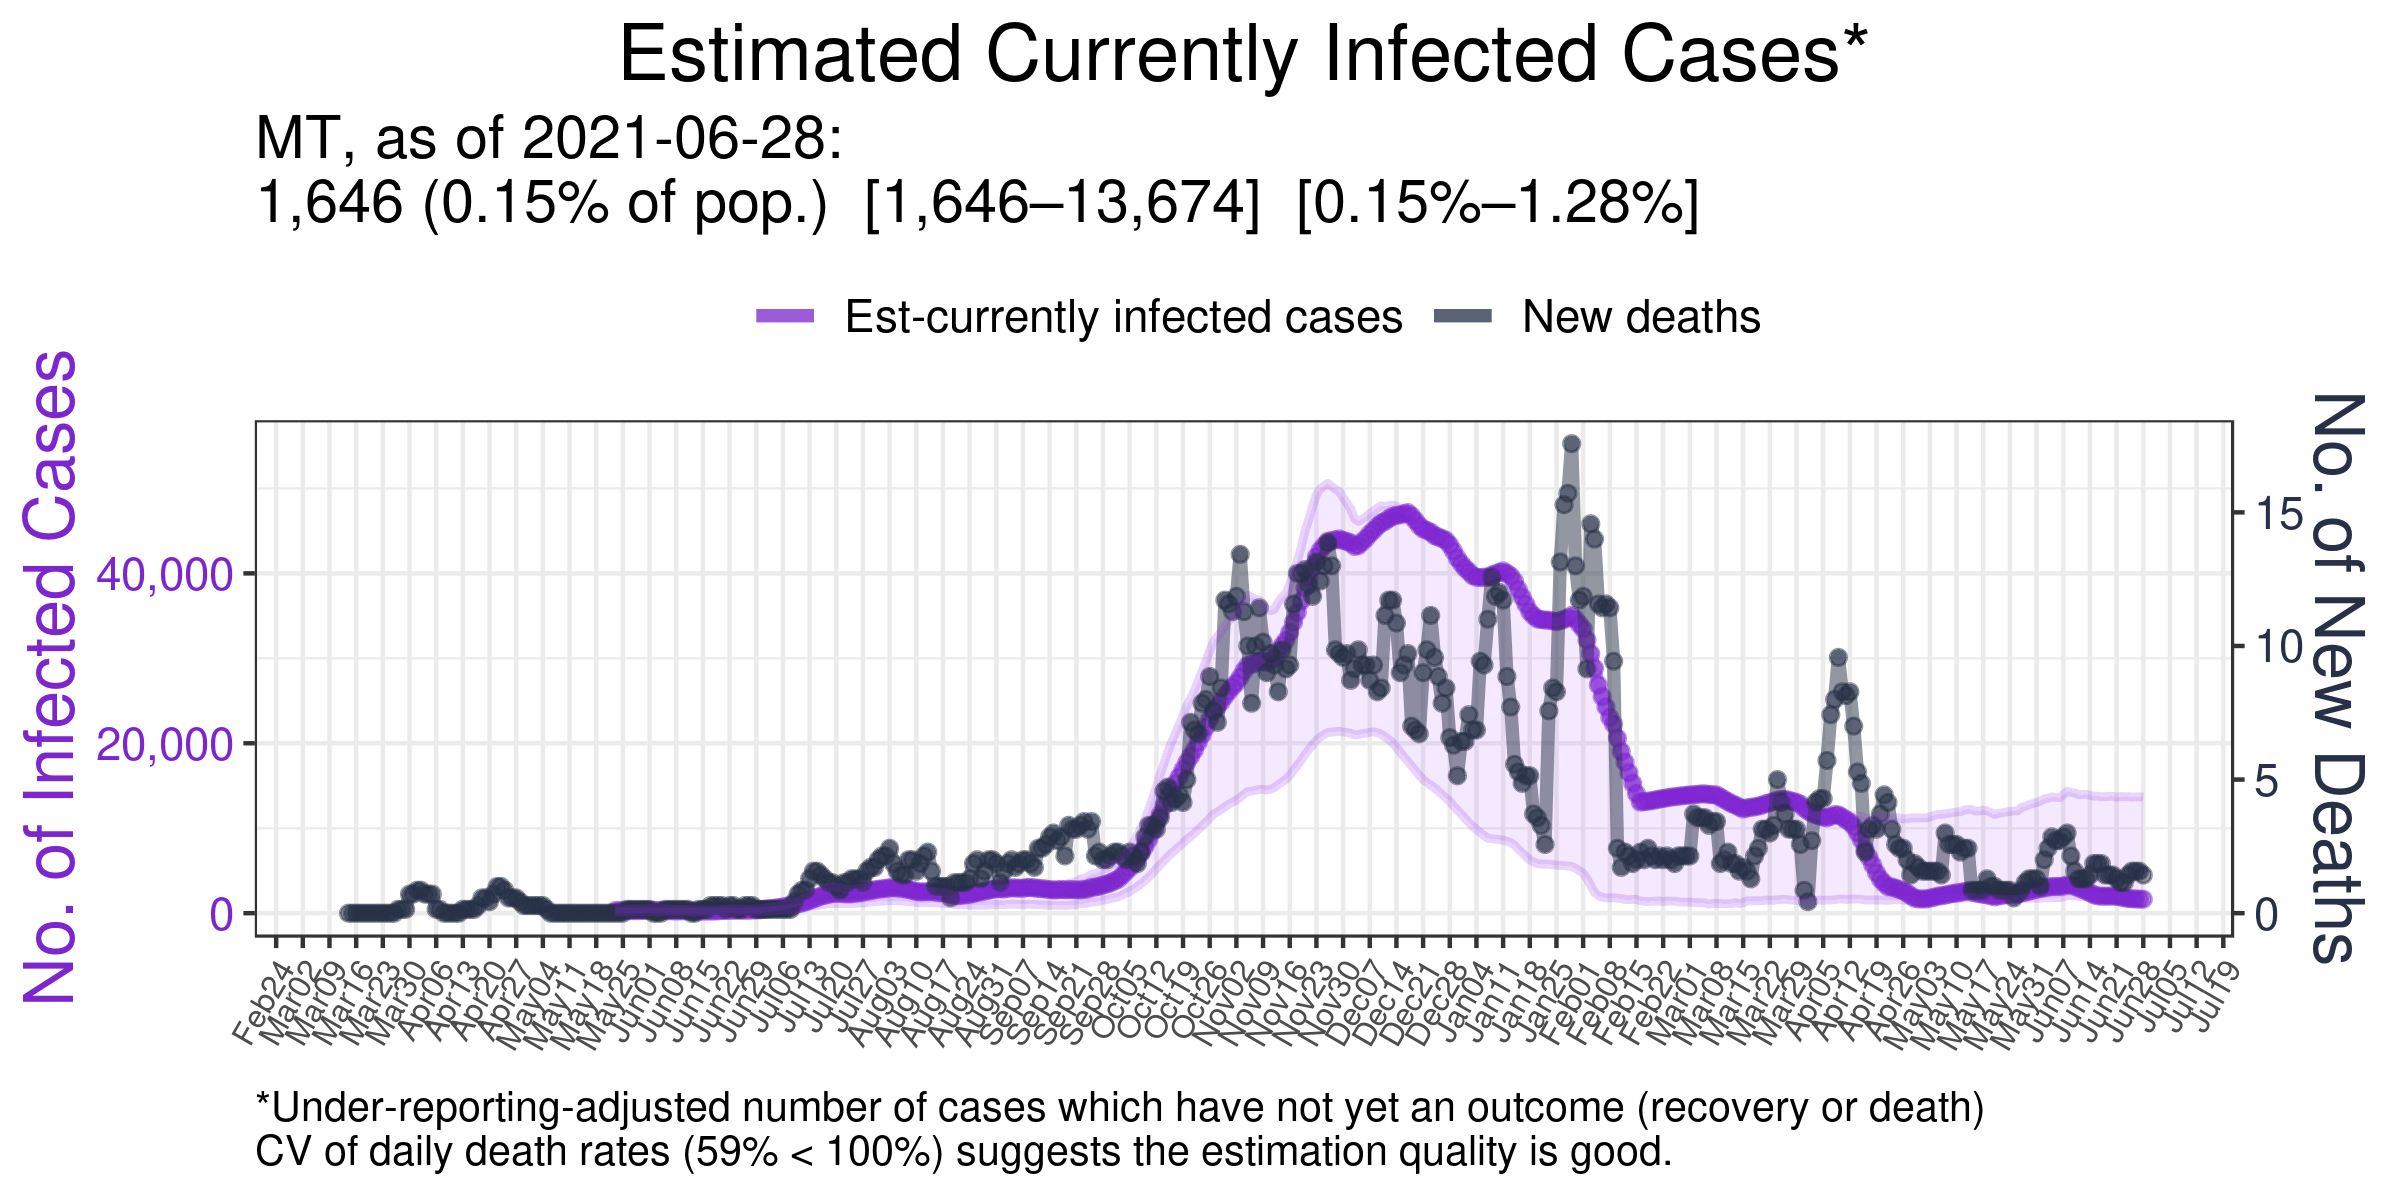 Estimated Currently Infected Cases*
MT, as of 2021-06-28:
1,646 (0.15% of pop.)  [1,646–13,674]  [0.15%–1.28%]
Est-currently infected cases
New deaths
No. of Infected Cases
40,000
20,000
0
15
10
5
0
No. of New Deaths
Feb24
Mar02
Mar09
Mar16
Mar23
Mar30
Apr06
Apr13
Apr20
Apr27
May04
May11
May18
May25
Jun01
Jun08
Jun15
Jun22
Jun29
Jul06
Jul13
Jul20
Jul27
Aug03
Aug10
Aug17
Aug24
Aug31
Sep07
Sep14
Sep21
Sep28
Oct05
Oct12
Oct19
Oct26
Nov02
Nov09
Nov16
Nov23
Nov30
Dec07
Dec14
Dec21
Dec28
Jan04
Jan11
Jan18
Jan25
Feb01
Feb08
Feb15
Feb22
Mar01
Mar08
Mar15
Mar22
Mar29
Apr05
Apr12
Apr19
Apr26
May03
May10
May17
May24
May31
Jun07
Jun14
Jun21
Jun28
Jul05
Jul12
Jul19
*Under-reporting-adjusted number of cases which have not yet an outcome (recovery or death)
CV of daily death rates (59% < 100%) suggests the estimation quality is good.